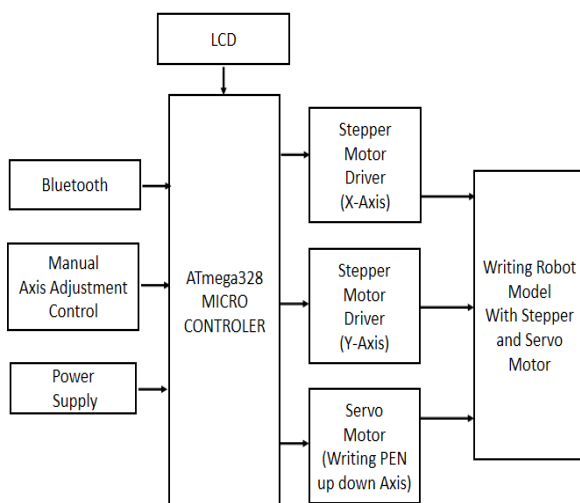 LCD
Bluetooth
Manual
Axis Adjustment
Control
Power
Supply
ATmega328
MICRO
CONTROLER
Stepper
Motor
Driver
(X-Axis)
Stepper
Motor
Driver
(Y-Axis)
Servo
Motor
(Writing PEN
up down Axis)
Writing Robot
Model
With Stepper
and Servo
Motor